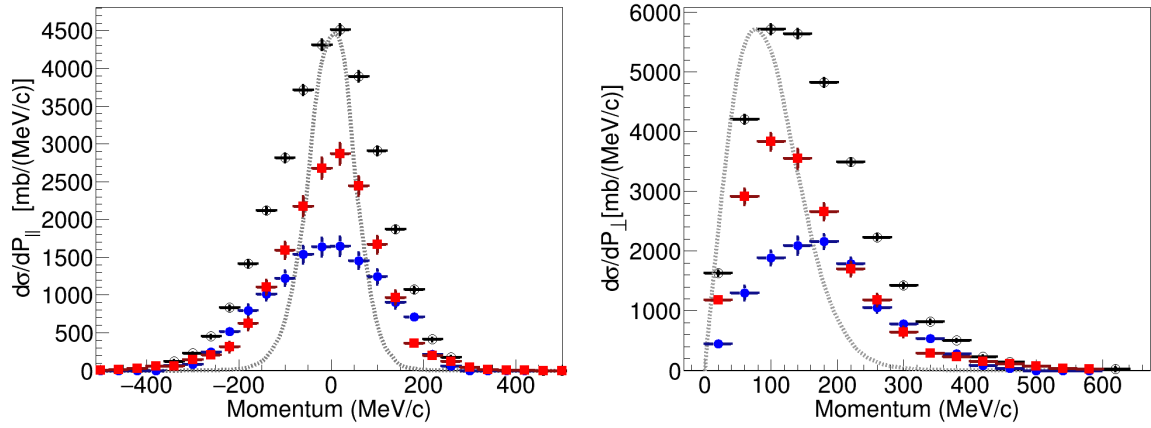 dσ/dP∥ [mb/(MeV/c)]
4500
4000
3500
3000
2500
2000
1500
1000
500
0
−400 −200 0 200 400
Momentum (MeV/c)
dσ/dP⊥[mb/(MeV/c)]
6000
5000
4000
3000
2000
1000
0
0 100 200 300 400 500 600
Momentum (MeV/c)